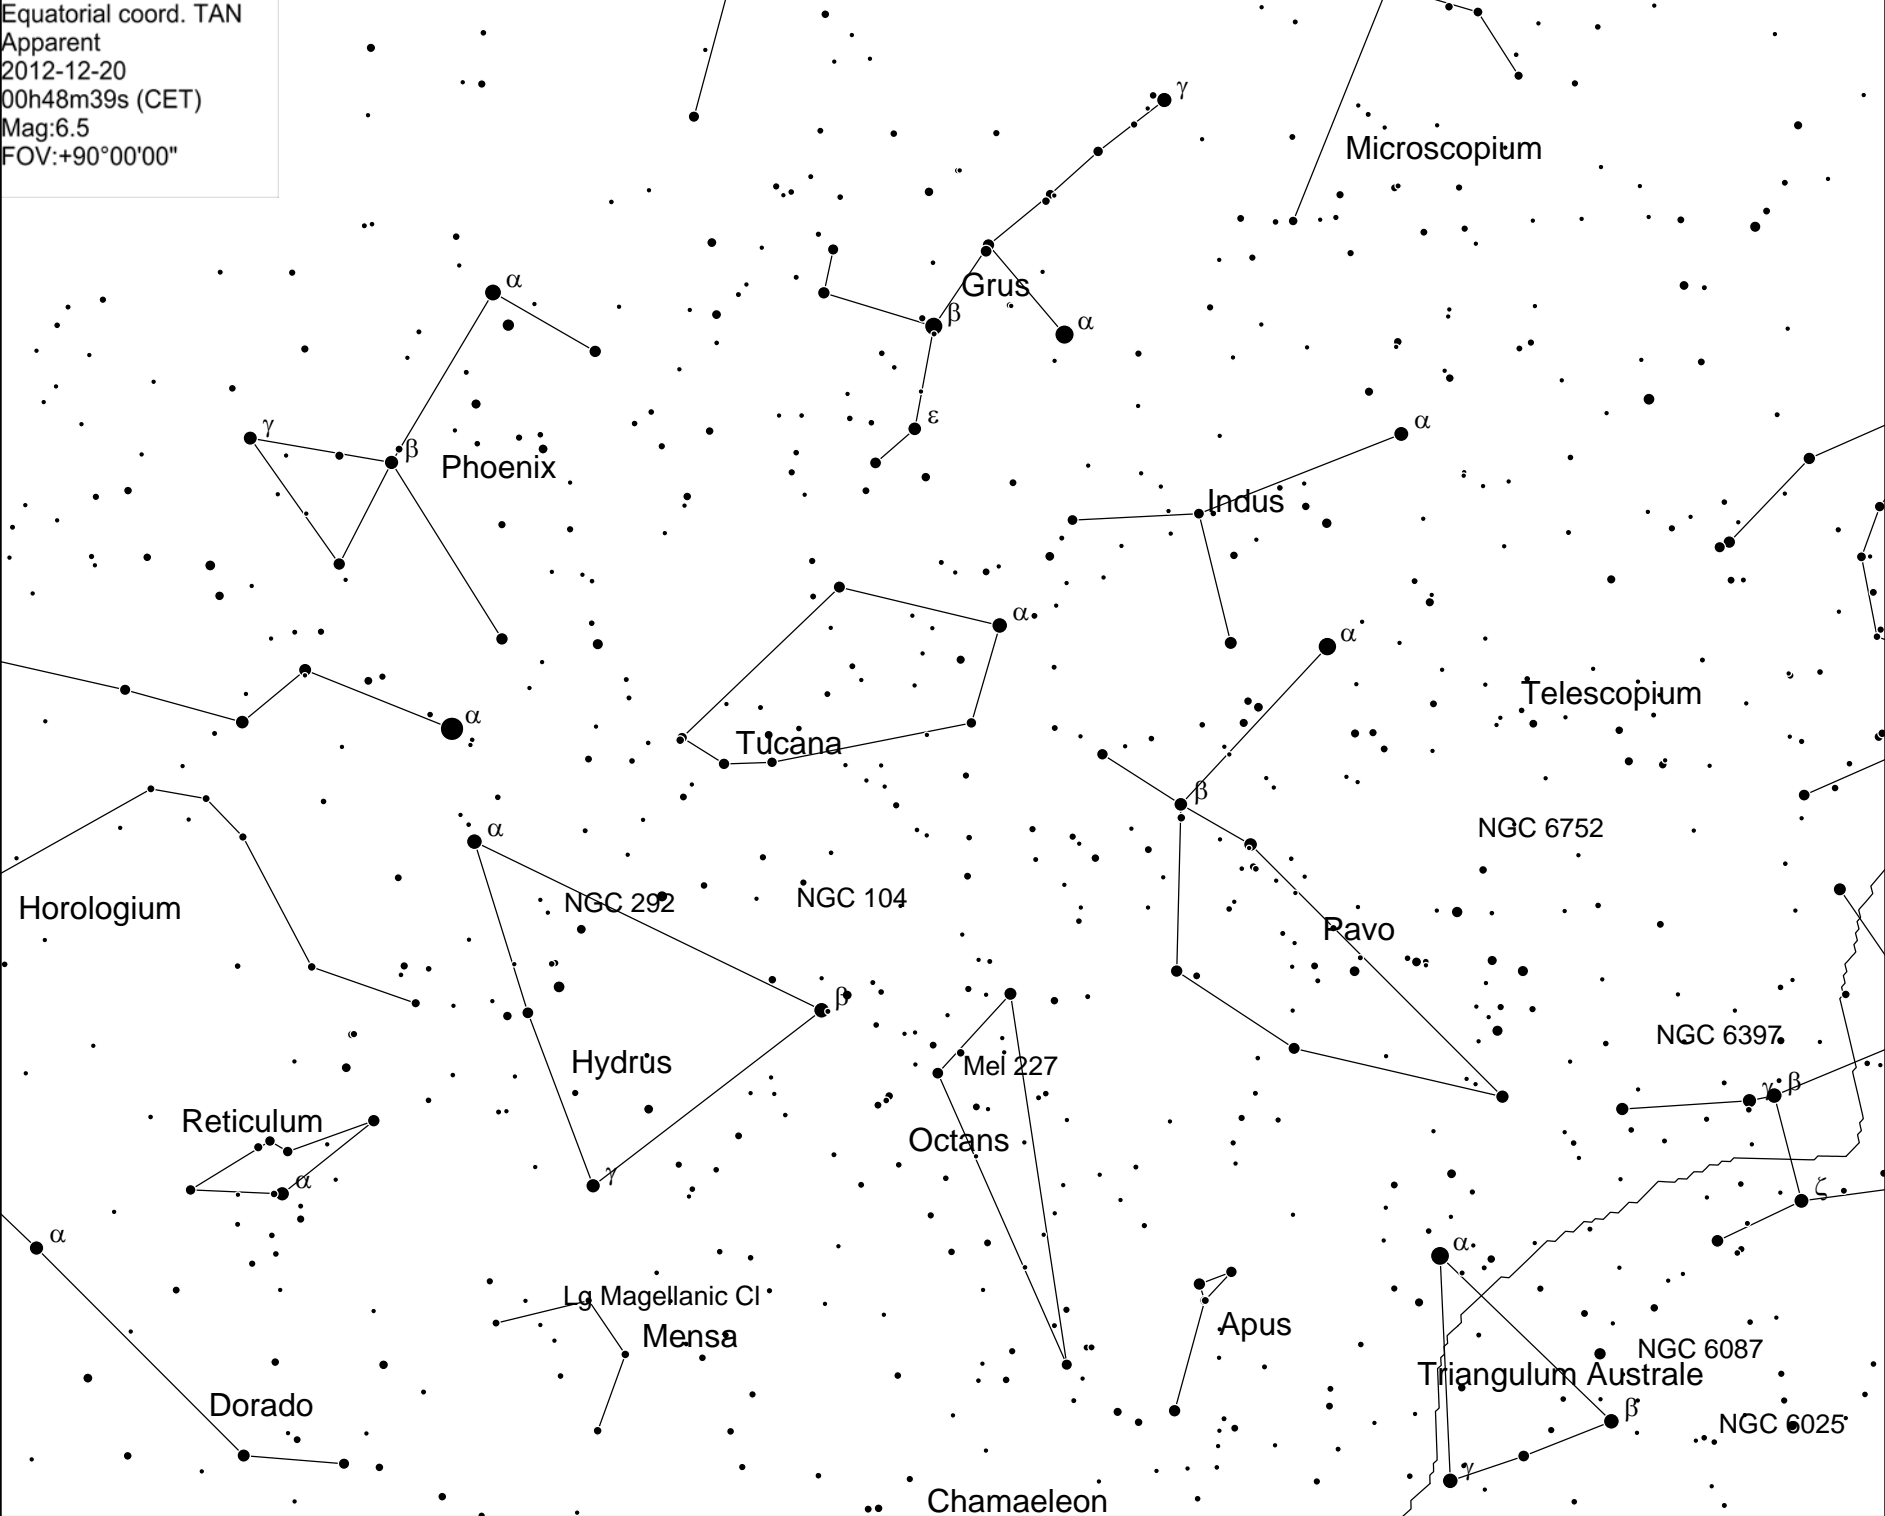 Equatorial coord. TAN
Apparent
2012-12-20
00h48m39s (CET)
Mag:6.5
FOV:+90°00'00"
γ
Microscopium
α
Grus
β
α
ε
γ
β
Phoenix
α
Indus
α
α
α
Telescopium
Tucana
β
α
NGC 6752
NGC 292
NGC 104
Horologium
Pavo
β
NGC 6397
Hydrus
Mel 227
γ β
Reticulum
Octans
α
γ
ζ
α
α
Lg Magellanic Cl
Mensa
Apus
NGC 6087
Triangulum Australe
Dorado
β
NGC 6025
γ
Chamaeleon